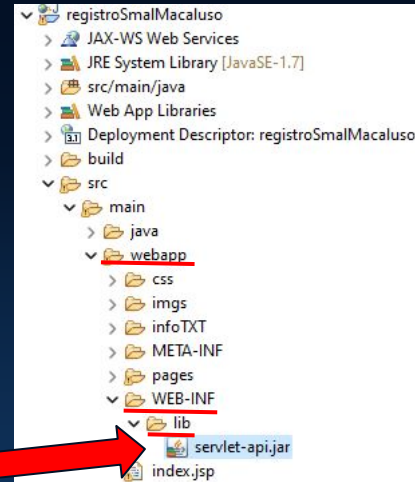 registroSmalMacaluso
JAX-WS Web Services
JRE System Library [JavaSE-1.7]
src/main/java
Web App Libraries
Deployment Descriptor: registroSmalMacaluso
build
src
main
java
webapp
css
imgs
infoTXT
META-INF
pages
WEB-INF
lib
servlet-api.jar
index.jsp